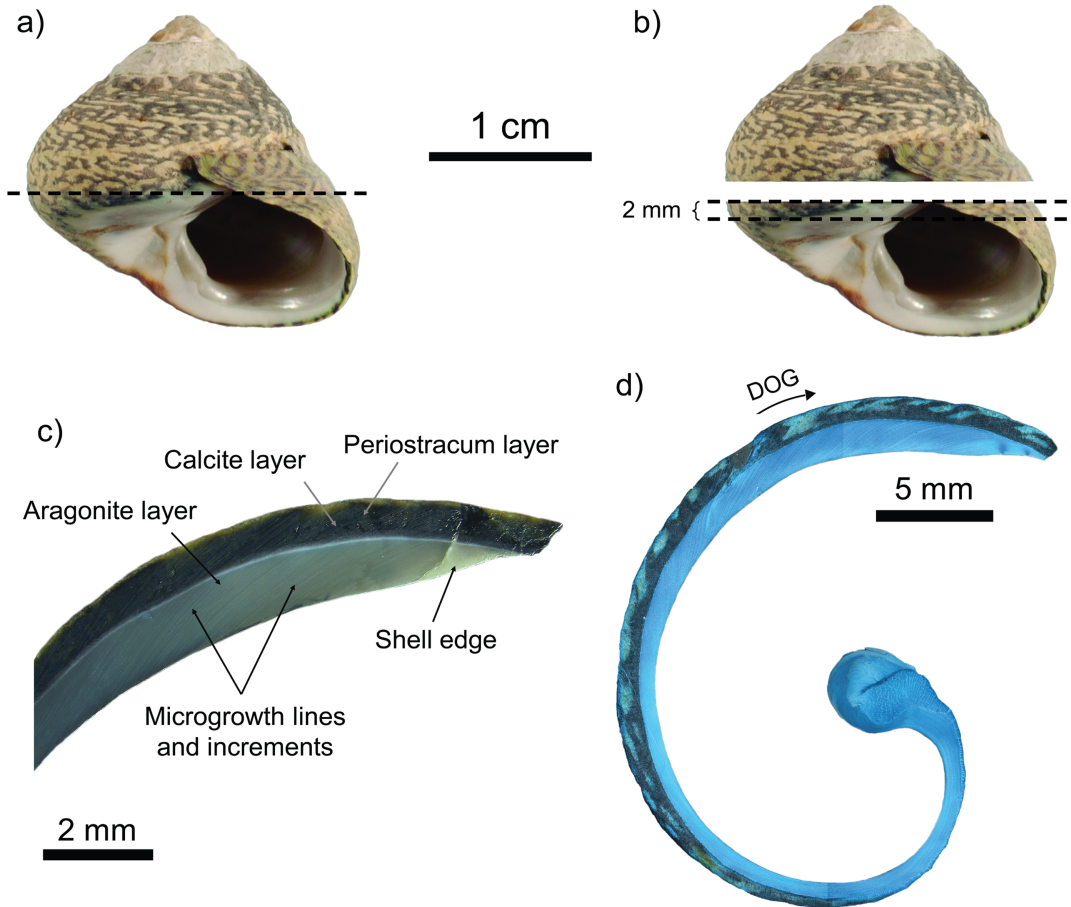 a)
b)
1 cm
2 mm {
c)
Calcite layer
Periostracum layer
Aragonite layer
Shell edge
Microgrowth lines
and increments
2 mm
d)
DOG
5 mm